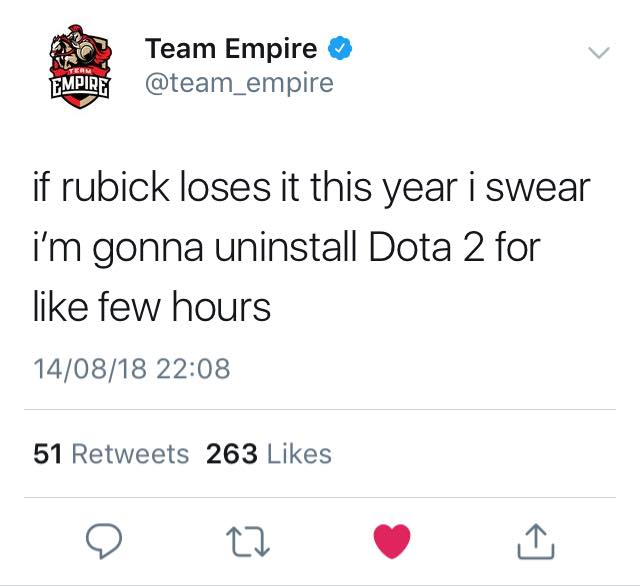 Team Empire
@team_empire
TEAM
EMPIRE
if rubick loses it this year i swear
i'm gonna uninstall Dota 2 for
like few hours
14/08/18 22:08
51 Retweets 263 Likes